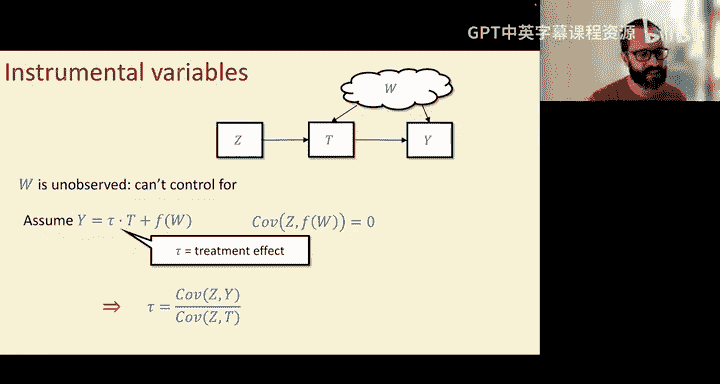 GPT中英字幕课程资源
Instrumental variables
W
Z
T
Y
W is unobserved: can't control for
Assume Y = τ · T + f(W)
Cov(Z, f(W)) = 0
τ = treatment effect
⇒ τ = Cov(Z, Y) / Cov(Z, T)